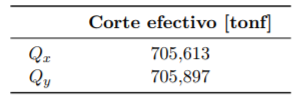 Corte efectivo [tonf]
Qx 705,613
Qy 705,897